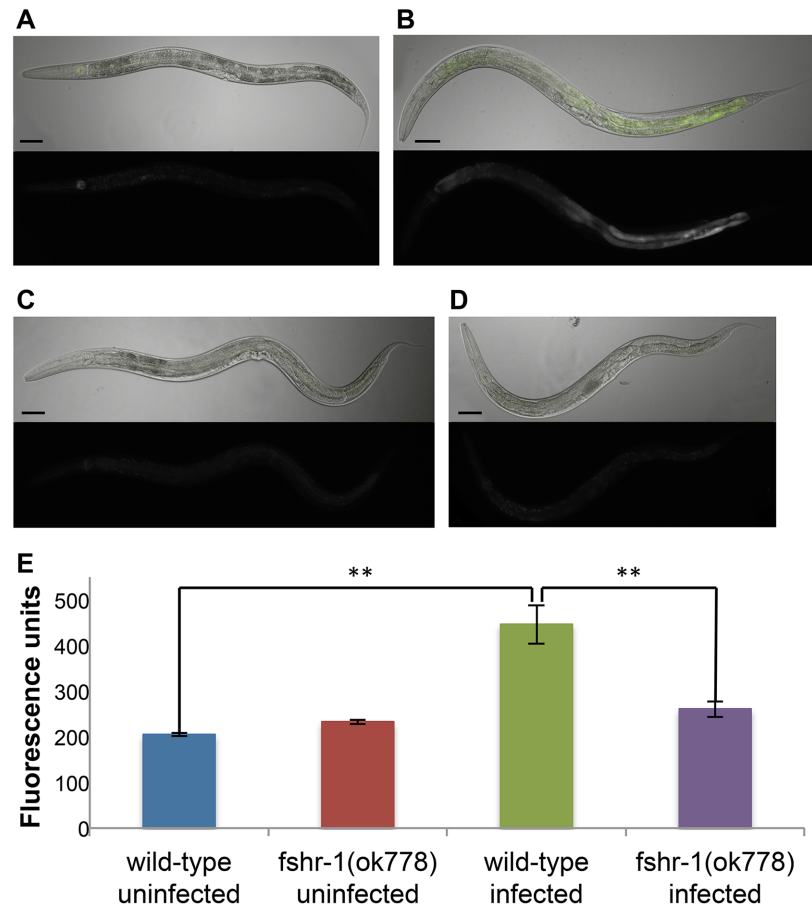 A
B
C
D
E
** **
Fluorescence units
500
400
300
200
100
0
wild-type uninfected
fshr-1(ok778) uninfected
wild-type infected
fshr-1(ok778) infected